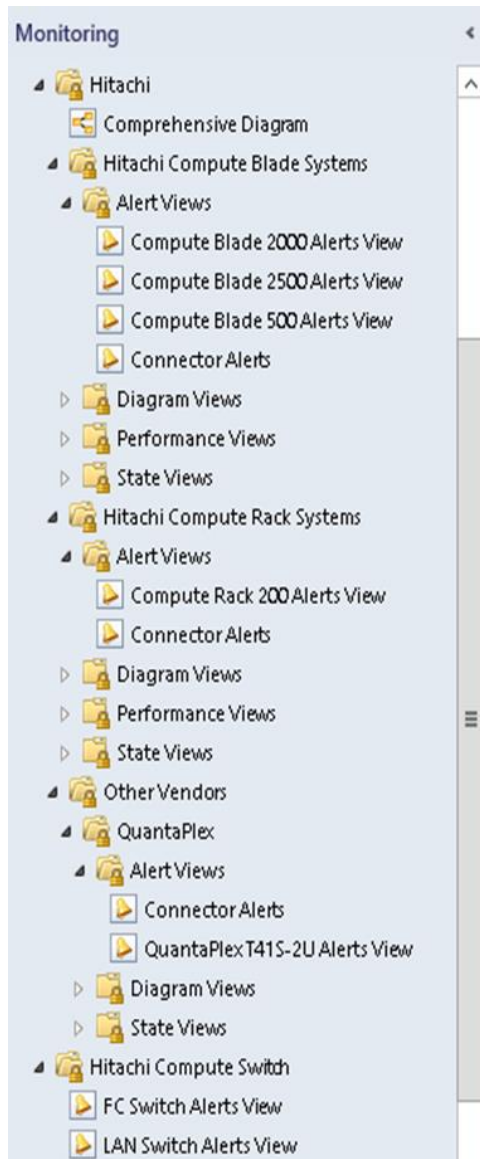 Monitoring
Hitachi
Comprehensive Diagram
Hitachi Compute Blade Systems
Alert Views
Compute Blade 2000 Alerts View
Compute Blade 2500 Alerts View
Compute Blade 500 Alerts View
Connector Alerts
Diagram Views
Performance Views
State Views
Hitachi Compute Rack Systems
Alert Views
Compute Rack 200 Alerts View
Connector Alerts
Diagram Views
Performance Views
State Views
Other Vendors
QuantaPlex
Alert Views
Connector Alerts
QuantaPlex T41S-2U Alerts View
Diagram Views
State Views
Hitachi Compute Switch
FC Switch Alerts View
LAN Switch Alerts View